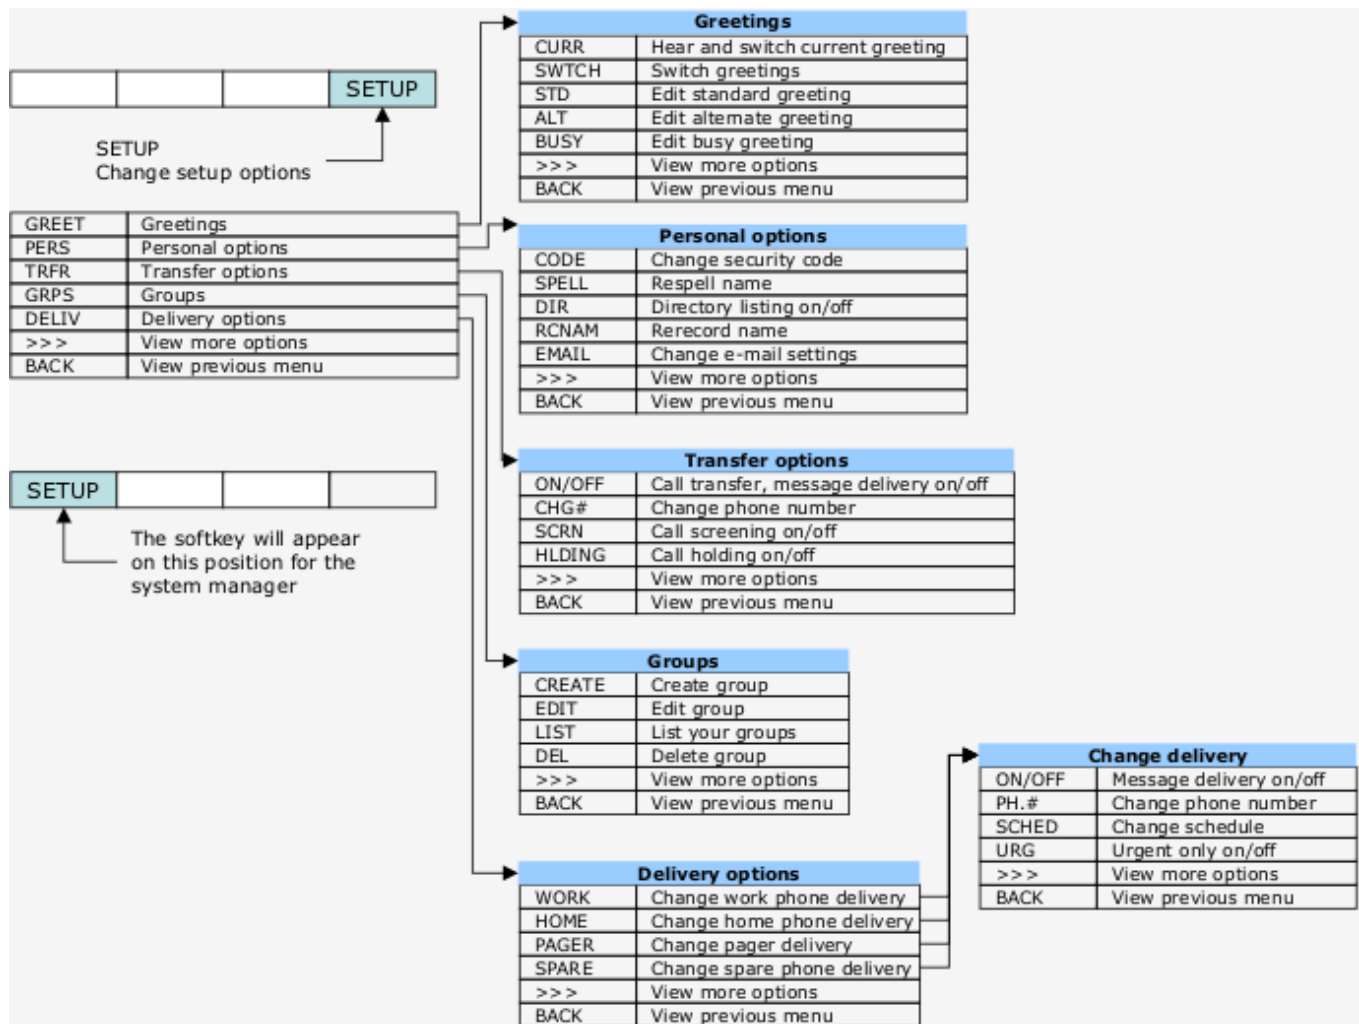 SETUP
SETUP
Change setup options
GREET Greetings
PERS Personal options
TRFR Transfer options
GRPS Groups
DELIV Delivery options
>>> View more options
BACK View previous menu
SETUP
The softkey will appear
on this position for the
system manager
Greetings
CURR Hear and switch current greeting
SWTCH Switch greetings
STD Edit standard greeting
ALT Edit alternate greeting
BUSY Edit busy greeting
>>> View more options
BACK View previous menu
Personal options
CODE Change security code
SPELL Respell name
DIR Directory listing on/off
RCNAM Rerecord name
EMAIL Change e-mail settings
>>> View more options
BACK View previous menu
Transfer options
ON/OFF Call transfer, message delivery on/off
CHG# Change phone number
SCRN Call screening on/off
HLDING Call holding on/off
>>> View more options
BACK View previous menu
Groups
CREATE Create group
EDIT Edit group
LIST List your groups
DEL Delete group
>>> View more options
BACK View previous menu
Delivery options
WORK Change work phone delivery
HOME Change home phone delivery
PAGER Change pager delivery
SPARE Change spare phone delivery
>>> View more options
BACK View previous menu
Change delivery
ON/OFF Message delivery on/off
PH.# Change phone number
SCHED Change schedule
URG Urgent only on/off
>>> View more options
BACK View previous menu